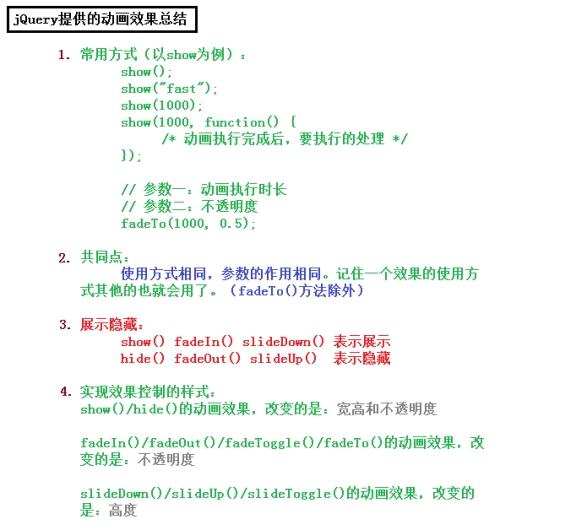 jQuery提供的动画效果总结
1. 常用方式（以show为例）：
show();
show("fast");
show(1000);
show(1000, function() {
/* 动画执行完成后，要执行的处理 */
});
// 参数一：动画执行时长
// 参数二：不透明度
fadeTo(1000, 0.5);
2. 共同点：
使用方式相同，参数的作用相同。记住一个效果的使用方
式其他的也就会用了。（fadeTo()方法除外）
3. 展示隐藏：
show() fadeIn() slideDown() 表示展示
hide() fadeOut() slideUp() 表示隐藏
4. 实现效果控制的样式：
show()/hide()的动画效果，改变的是：宽高和不透明度
fadeIn()/fadeOut()/fadeToggle()/fadeTo()的动画效果，改
变的是：不透明度
slideDown()/slideUp()/slideToggle()的动画效果，改变的
是：高度